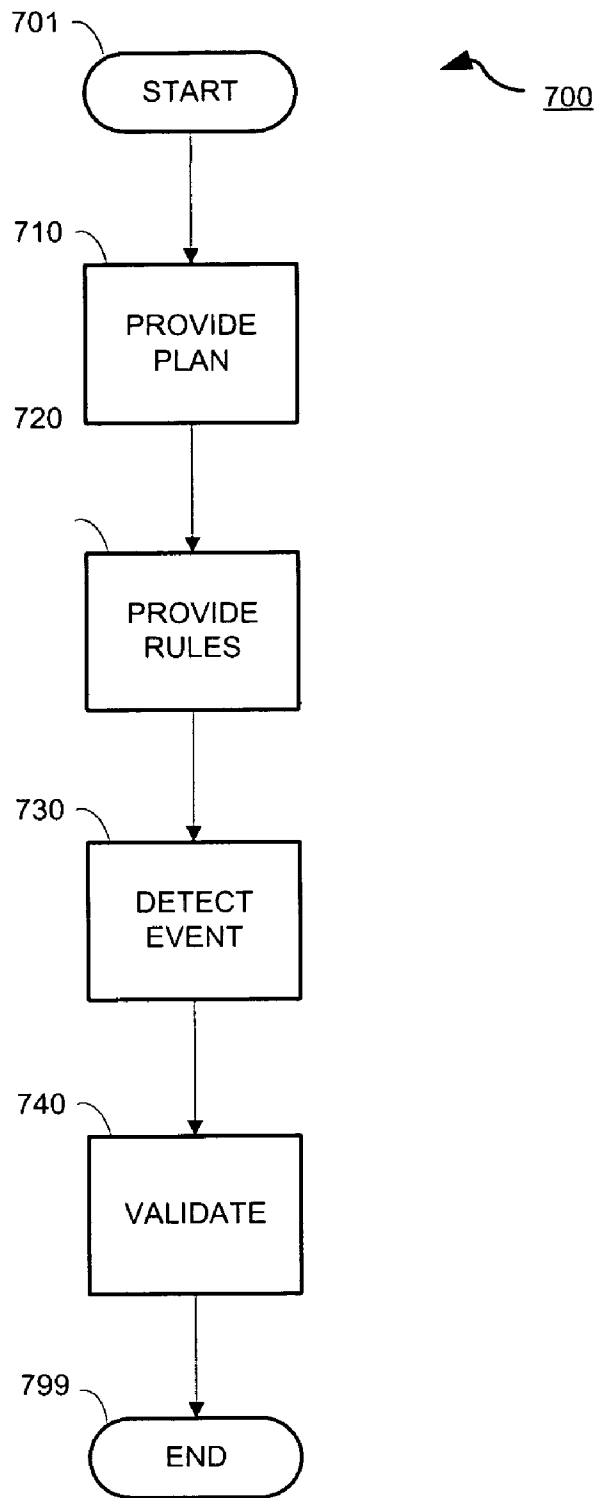 701
START
700
710
PROVIDE
PLAN
720
PROVIDE
RULES
730
DETECT
EVENT
740
VALIDATE
799
END